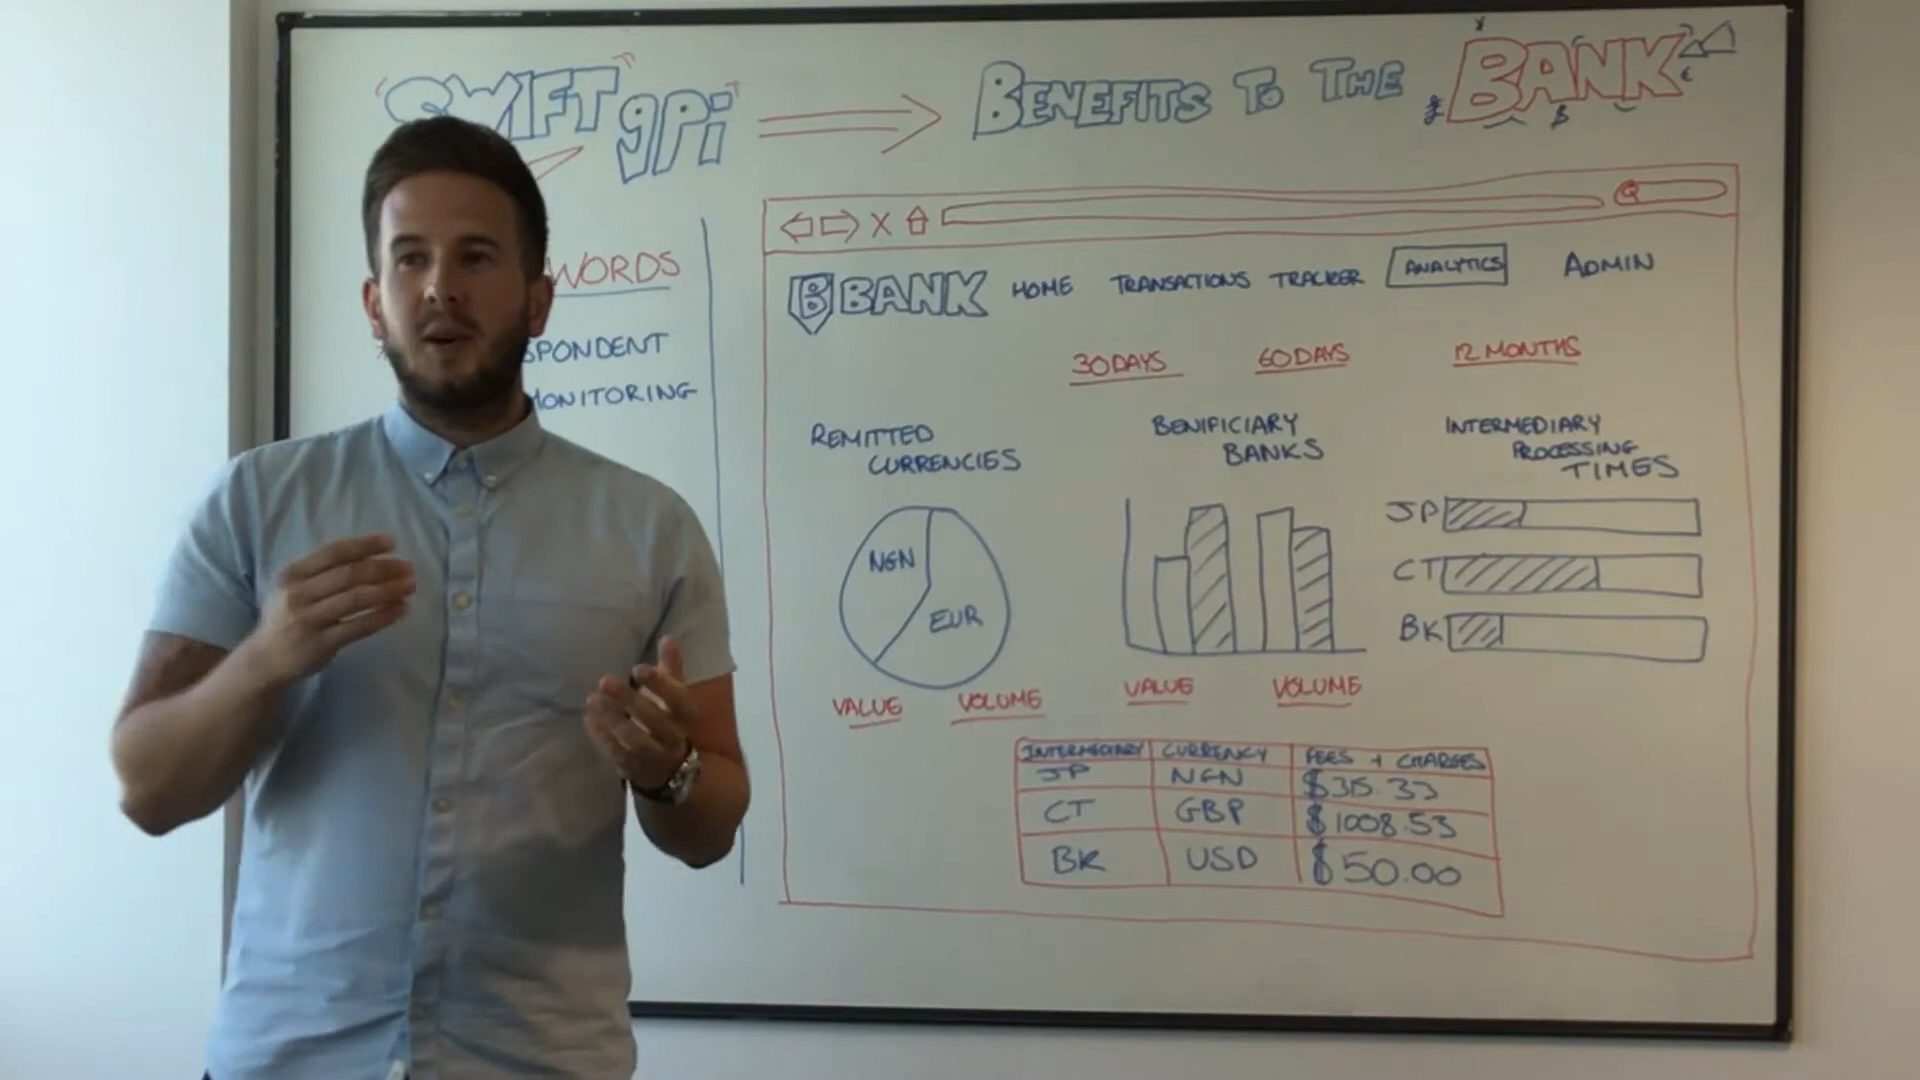 SWIFT gpi BENEFITS TO THE BANK
WORDS
SPONDENT
MONITORING
B BANK HOME TRANSACTIONS TRACKER ANALYTICS ADMIN
30 DAYS 60 DAYS 12 MONTHS
REMITTED
CURRENCIES
NGN
EUR
VALUE VOLUME
BENIFICIARY
BANKS
VALUE VOLUME
INTERMEDIARY
PROCESSING
TIMES
JP
CT
BK
INTERMEDIARY CURRENCY FEES + CHARGES
JP NGN $315.33
CT GBP $1008.53
BK USD $50.00